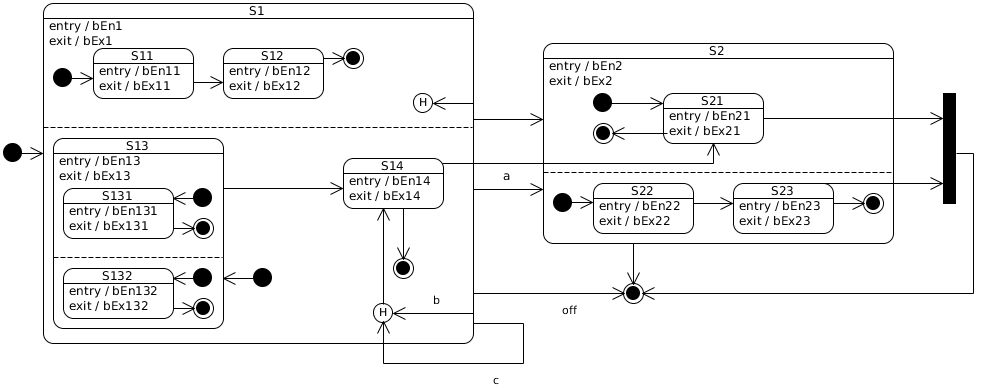 S1
entry / bEn1
exit / bEx1
S11
entry / bEn11
exit / bEx11
S12
entry / bEn12
exit / bEx12
H
S13
entry / bEn13
exit / bEx13
S131
entry / bEn131
exit / bEx131
S132
entry / bEn132
exit / bEx132
S14
entry / bEn14
exit / bEx14
H
a
b
c
off
S2
entry / bEn2
exit / bEx2
S21
entry / bEn21
exit / bEx21
S22
entry / bEn22
exit / bEx22
S23
entry / bEn23
exit / bEx23